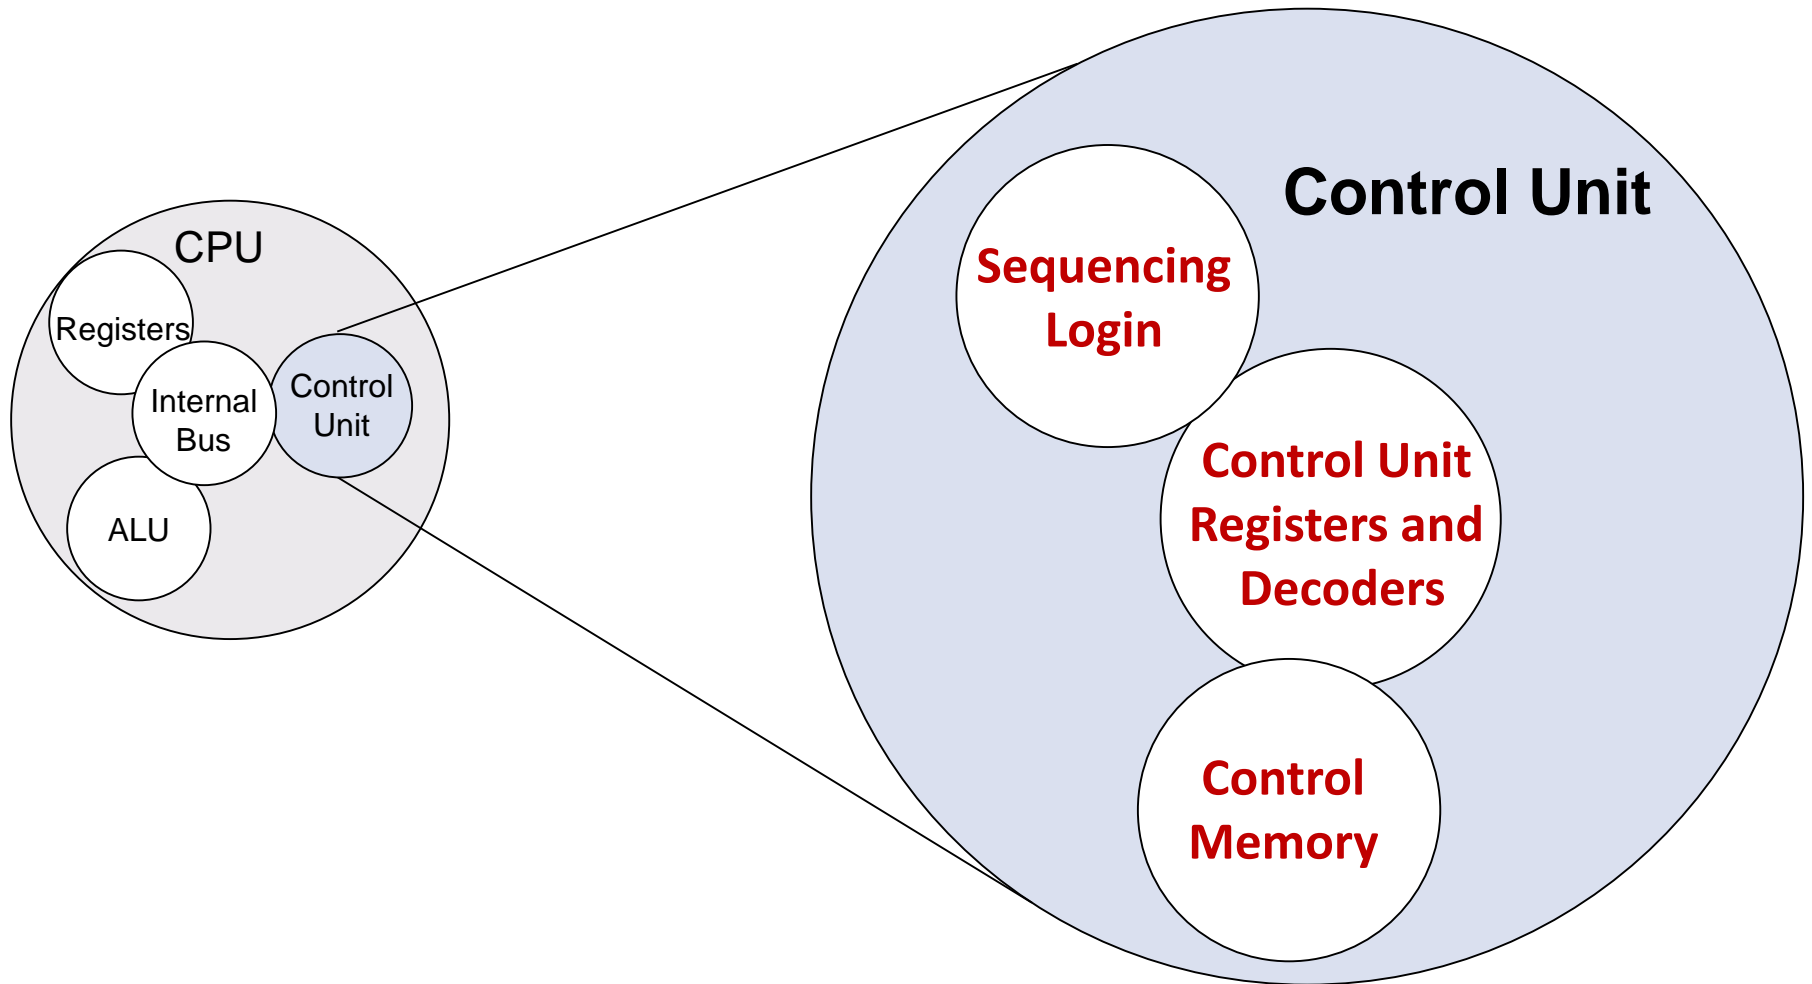 CPU
Registers
Internal
Bus
Control
Unit
ALU
Control Unit
Sequencing
Login
Control Unit
Registers and
Decoders
Control
Memory